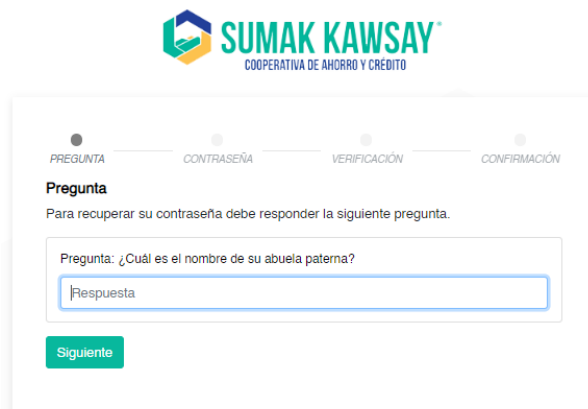 SUMAK KAWSAY
COOPERATIVA DE AHORRO Y CRÉDITO
PREGUNTA CONTRASEÑA VERIFICACIÓN CONFIRMACIÓN
Pregunta
Para recuperar su contraseña debe responder la siguiente pregunta.
Pregunta: ¿Cuál es el nombre de su abuela paterna?
Respuesta
Siguiente